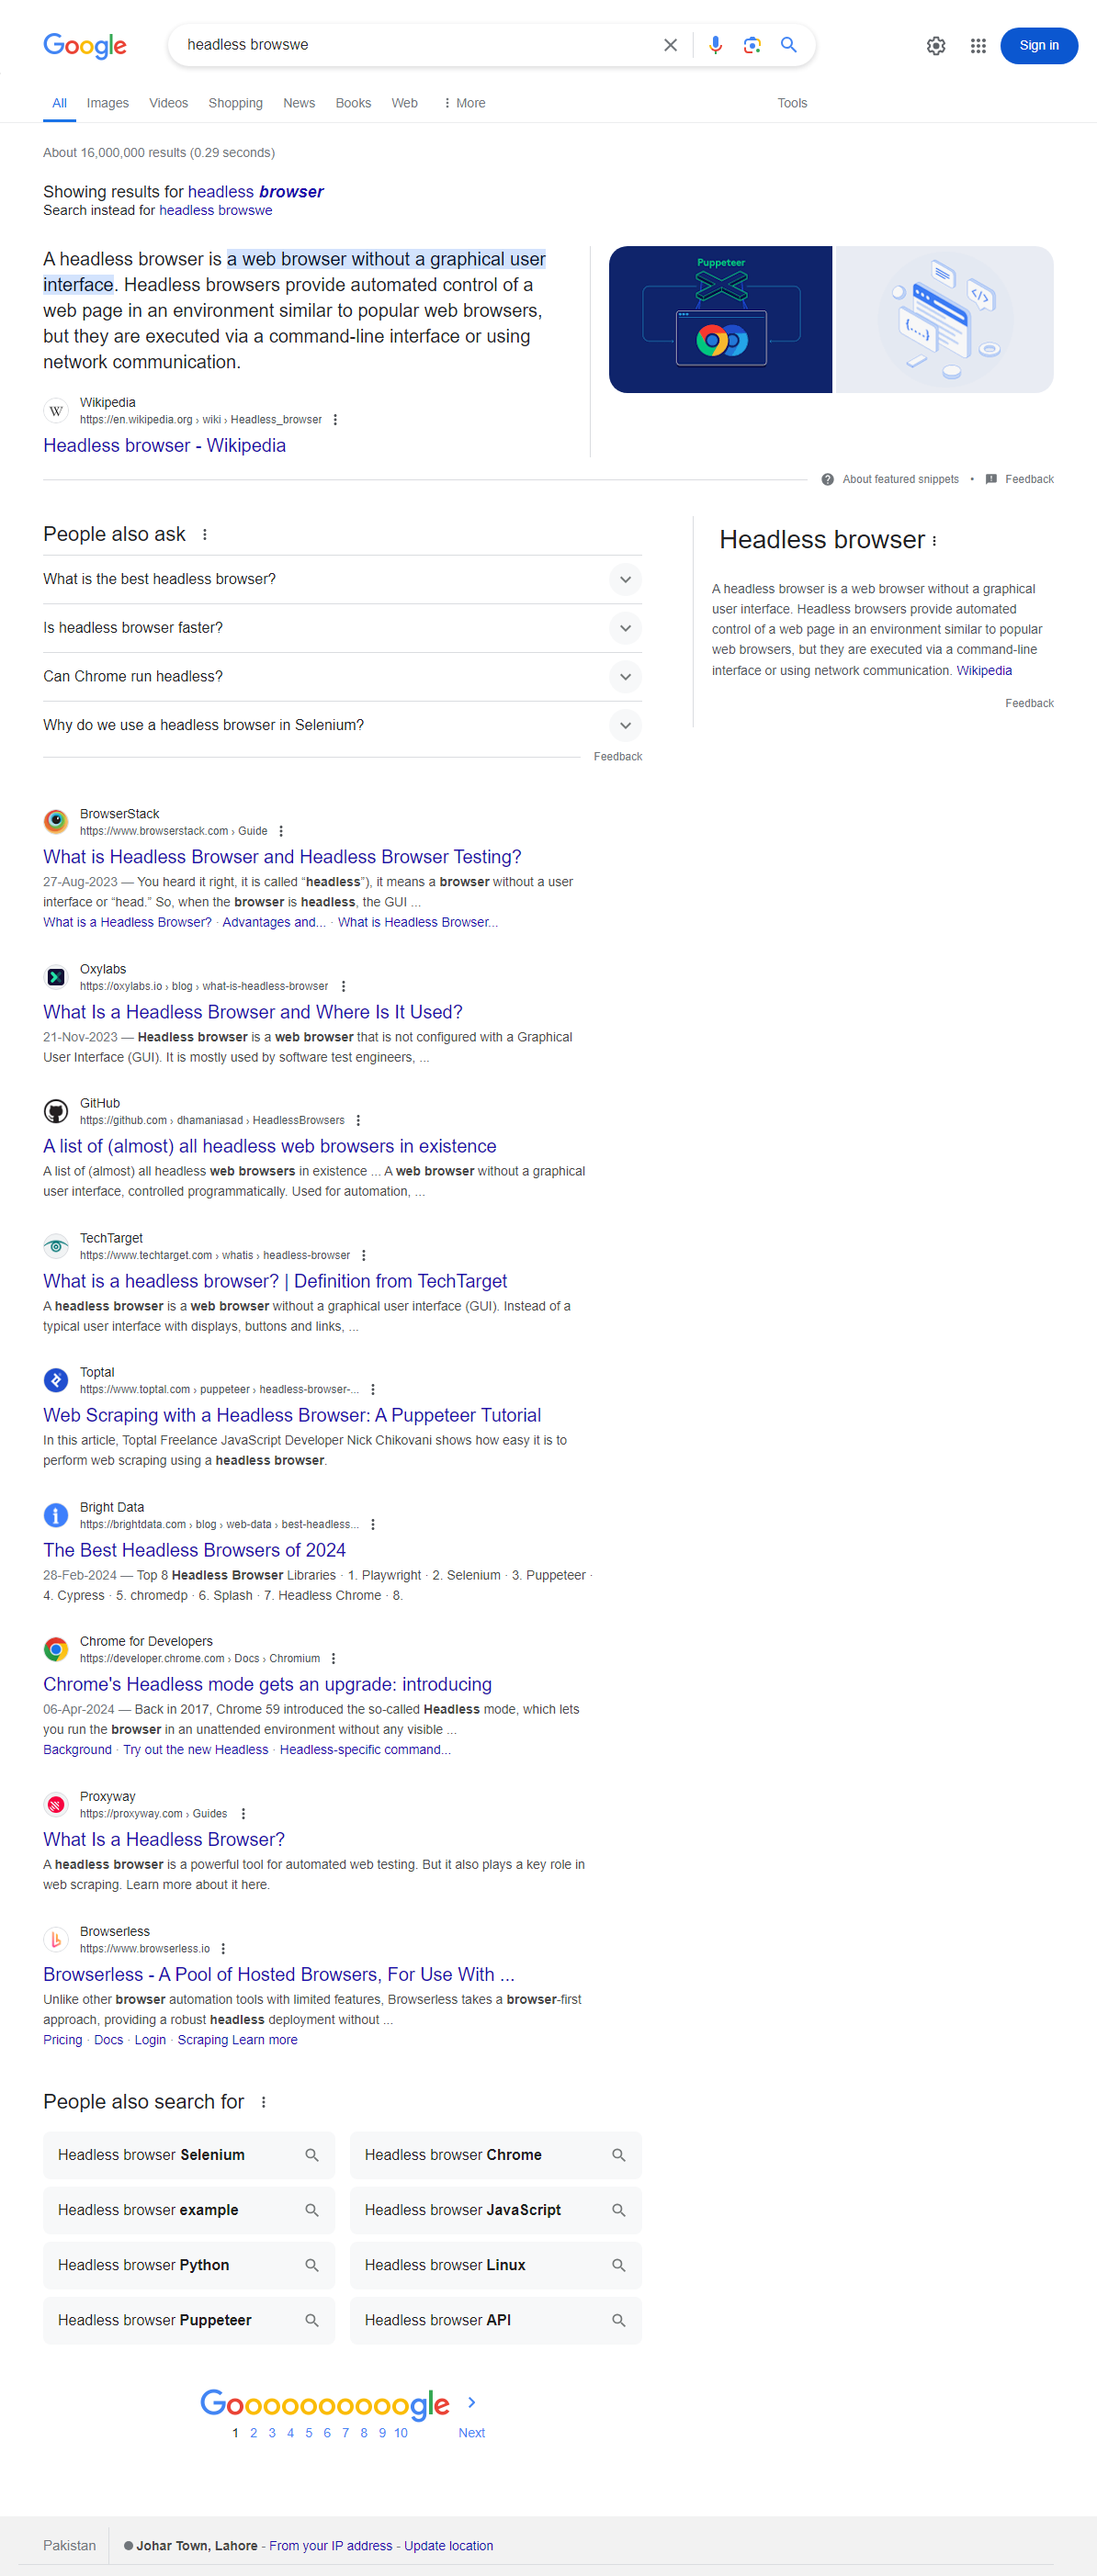 Google
headless browswe
Sign in
All Images Videos Shopping News Books Web More Tools
About 16,000,000 results (0.29 seconds)
Showing results for headless browser
Search instead for headless browswe
A headless browser is a web browser without a graphical user
interface. Headless browsers provide automated control of a
web page in an environment similar to popular web browsers,
but they are executed via a command-line interface or using
network communication.
Puppeteer
</> 
{....}
W
Wikipedia
https://en.wikipedia.org › wiki › Headless_browser
Headless browser - Wikipedia
About featured snippets • Feedback
People also ask
What is the best headless browser?
Is headless browser faster?
Can Chrome run headless?
Why do we use a headless browser in Selenium?
Feedback
Headless browser
A headless browser is a web browser without a graphical
user interface. Headless browsers provide automated
control of a web page in an environment similar to popular
web browsers, but they are executed via a command-line
interface or using network communication. Wikipedia
Feedback
BrowserStack
https://www.browserstack.com › Guide
What is Headless Browser and Headless Browser Testing?
27-Aug-2023 — You heard it right, it is called “headless”), it means a browser without a user
interface or “head.” So, when the browser is headless, the GUI ...
What is a Headless Browser? · Advantages and... · What is Headless Browser...
Oxylabs
https://oxylabs.io › blog › what-is-headless-browser
What Is a Headless Browser and Where Is It Used?
21-Nov-2023 — Headless browser is a web browser that is not configured with a Graphical
User Interface (GUI). It is mostly used by software test engineers, ...
GitHub
https://github.com › dhamaniasad › HeadlessBrowsers
A list of (almost) all headless web browsers in existence
A list of (almost) all headless web browsers in existence ... A web browser without a graphical
user interface, controlled programmatically. Used for automation, ...
TechTarget
https://www.techtarget.com › whatis › headless-browser
What is a headless browser? | Definition from TechTarget
A headless browser is a web browser without a graphical user interface (GUI). Instead of a
typical user interface with displays, buttons and links, ...
Toptal
https://www.toptal.com › puppeteer › headless-browser-...
Web Scraping with a Headless Browser: A Puppeteer Tutorial
In this article, Toptal Freelance JavaScript Developer Nick Chikovani shows how easy it is to
perform web scraping using a headless browser.
Bright Data
https://brightdata.com › blog › web-data › best-headless...
The Best Headless Browsers of 2024
28-Feb-2024 — Top 8 Headless Browser Libraries · 1. Playwright · 2. Selenium · 3. Puppeteer ·
4. Cypress · 5. chromedp · 6. Splash · 7. Headless Chrome · 8.
Chrome for Developers
https://developer.chrome.com › Docs › Chromium
Chrome's Headless mode gets an upgrade: introducing
06-Apr-2024 — Back in 2017, Chrome 59 introduced the so-called Headless mode, which lets
you run the browser in an unattended environment without any visible ...
Background · Try out the new Headless · Headless-specific command...
Proxyway
https://proxyway.com › Guides
What Is a Headless Browser?
A headless browser is a powerful tool for automated web testing. But it also plays a key role in
web scraping. Learn more about it here.
Browserless
https://www.browserless.io
Browserless - A Pool of Hosted Browsers, For Use With ...
Unlike other browser automation tools with limited features, Browserless takes a browser-first
approach, providing a robust headless deployment without ...
Pricing · Docs · Login · Scraping Learn more
People also search for
Headless browser Selenium
Headless browser Chrome
Headless browser example
Headless browser JavaScript
Headless browser Python
Headless browser Linux
Headless browser Puppeteer
Headless browser API
Goooooooooogle
1 2 3 4 5 6 7 8 9 10 Next
Pakistan
Johar Town, Lahore - From your IP address - Update location